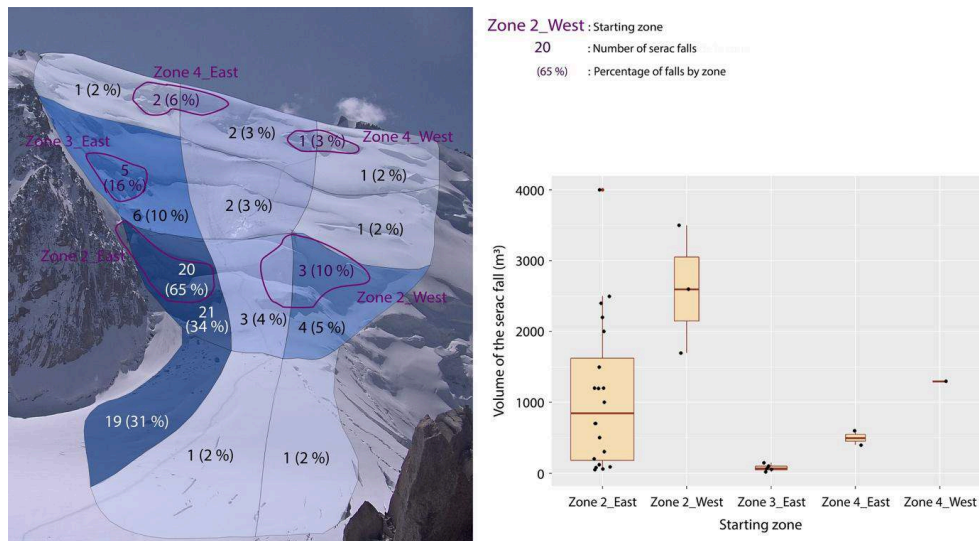 Zone 2_West : Starting zone
20 : Number of serac falls
(65 %) : Percentage of falls by zone
Zone 4_East
1 (2 %)
2 (6 %)
2 (3 %)
1 (3 %)
Zone 4_West
Zone 3_East
5
(16 %)
1 (2 %)
6 (10 %)
2 (3 %)
1 (2 %)
Zone 2_East
20
(65 %)
3 (10 %)
Zone 2_West
21
(34 %)
3 (4 %)
4 (5 %)
19 (31 %)
1 (2 %)
1 (2 %)
Volume of the serac fall (m³)
4000
3000
2000
1000
0
Zone 2_East
Zone 2_West
Zone 3_East
Zone 4_East
Zone 4_West
Starting zone